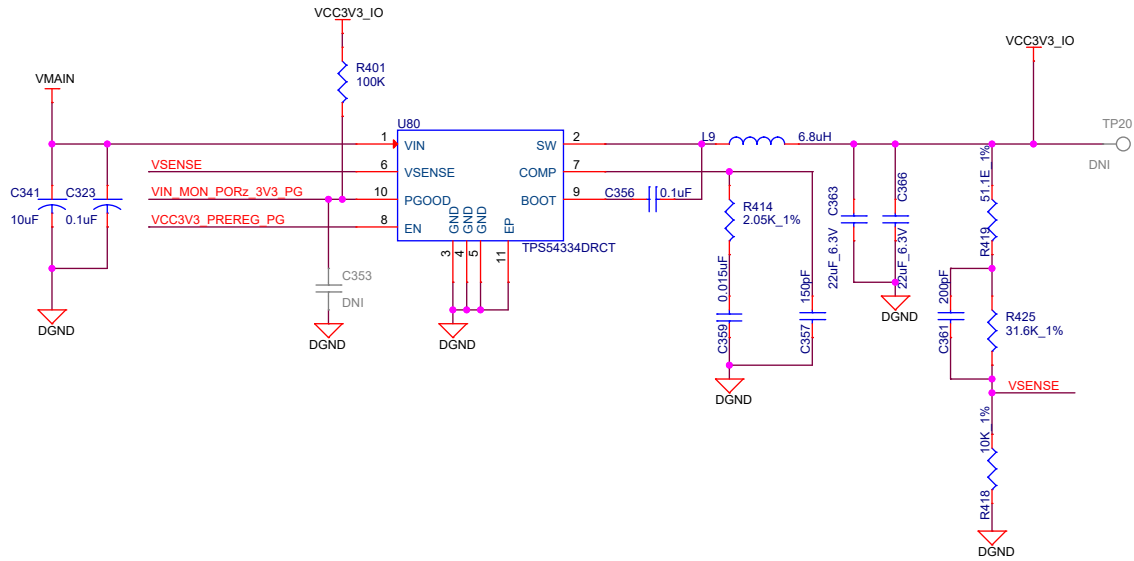 VCC3V3_IO
VCC3V3_IO
R401
100K
VMAIN
TP20
DNI
U80
1 VIN
SW 2
L9
6.8uH
VSENSE
6 VSENSE
COMP 7
VIN_MON_PORz_3V3_PG
10 PGOOD
BOOT 9
C356
0.1uF
VCC3V3_PREREG_PG
8 EN
GND
GND
GND
EP
3
4
5
11
TPS54334DRCT
C341
10uF
C323
0.1uF
R414
2.05K_1%
C363
22uF_6.3V
C366
22uF_6.3V
51.1E_1%
R419
C353
DNI
0.015uF
C359
150pF
C357
200pF
C361
R425
31.6K_1%
DGND
DGND
DGND
DGND
DGND
VSENSE
10K_1%
R418
DGND